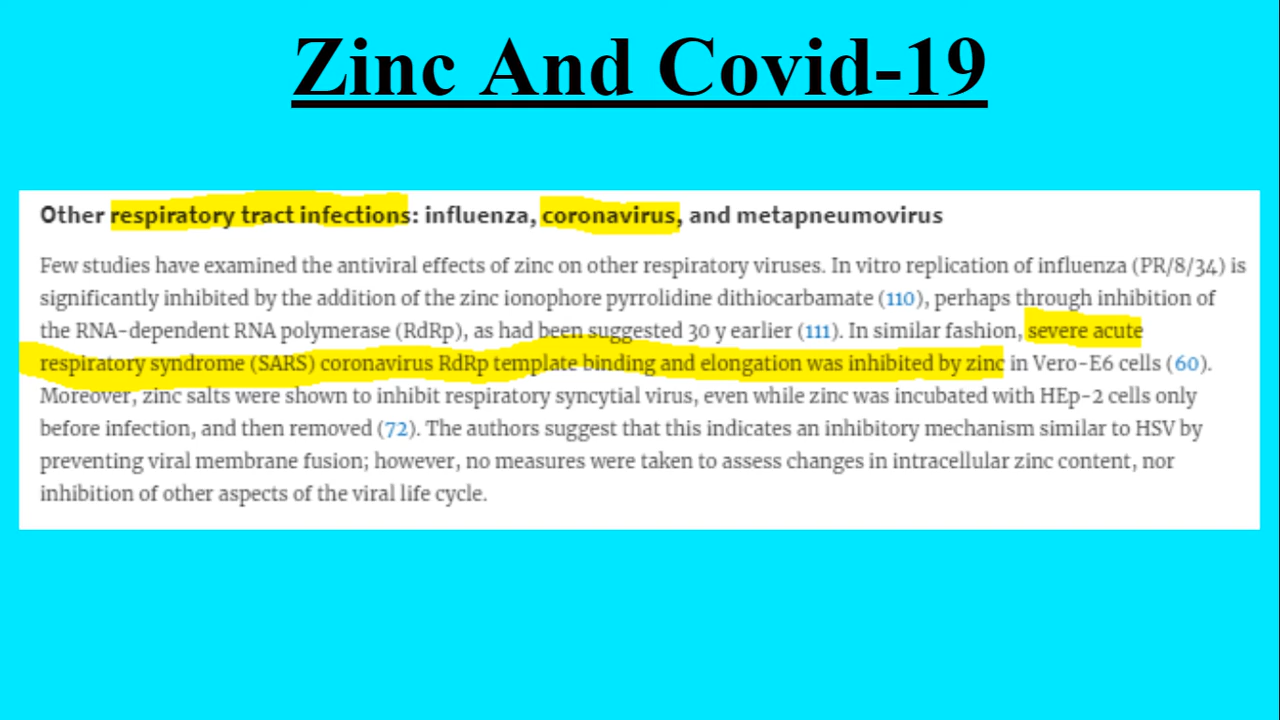 Zinc And Covid-19
Other respiratory tract infections: influenza, coronavirus, and metapneumovirus
Few studies have examined the antiviral effects of zinc on other respiratory viruses. In vitro replication of influenza (PR/8/34) is
significantly inhibited by the addition of the zinc ionophore pyrrolidine dithiocarbamate (110), perhaps through inhibition of
the RNA-dependent RNA polymerase (RdRp), as had been suggested 30 y earlier (111). In similar fashion, severe acute
respiratory syndrome (SARS) coronavirus RdRp template binding and elongation was inhibited by zinc in Vero-E6 cells (60).
Moreover, zinc salts were shown to inhibit respiratory syncytial virus, even while zinc was incubated with HEp-2 cells only
before infection, and then removed (72). The authors suggest that this indicates an inhibitory mechanism similar to HSV by
preventing viral membrane fusion; however, no measures were taken to assess changes in intracellular zinc content, nor
inhibition of other aspects of the viral life cycle.